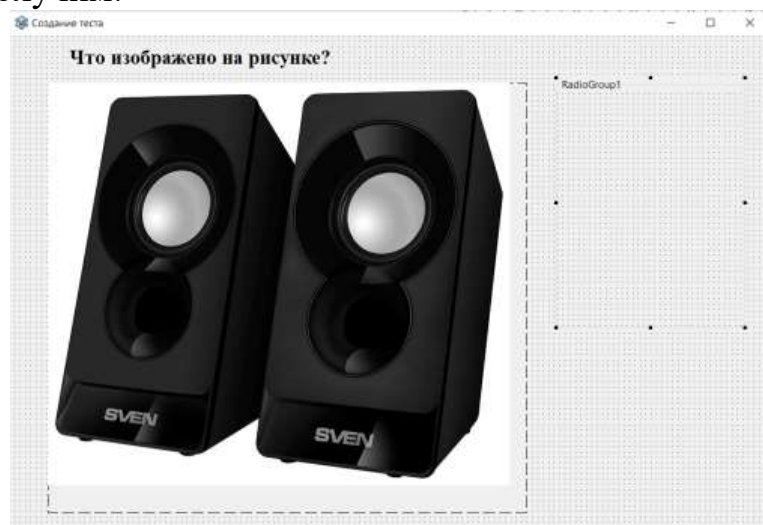 Создание теста
Что изображено на рисунке?
RadioGroup1
SVEN
SVEN